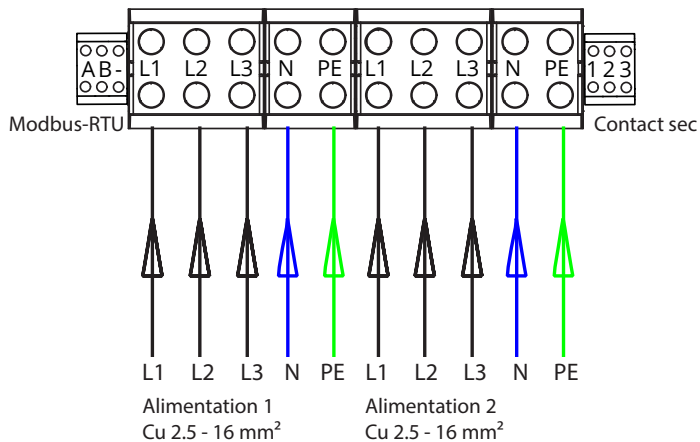 A B - L1 L2 L3 N PE L1 L2 L3 N PE 1 2 3
Modbus-RTU Contact sec
L1 L2 L3 N PE L1 L2 L3 N PE
Alimentation 1 Alimentation 2
Cu 2.5 - 16 mm² Cu 2.5 - 16 mm²